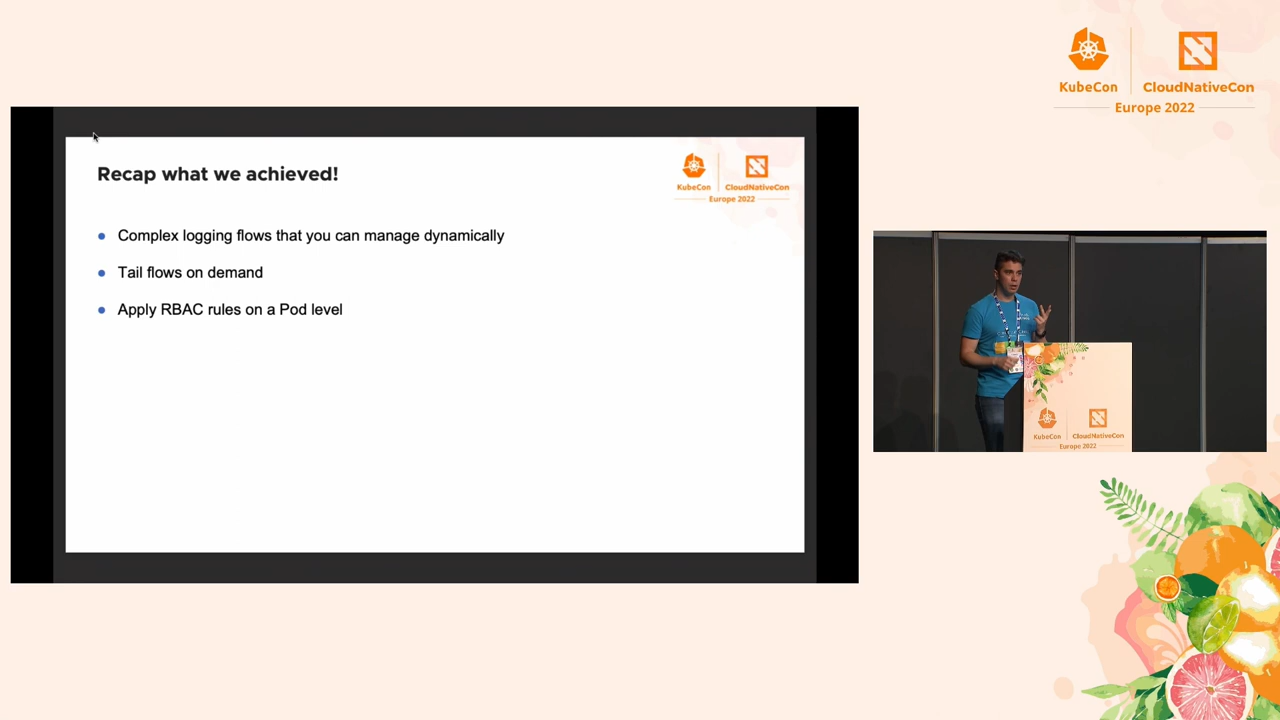 KubeCon
CloudNativeCon
Europe 2022
Recap what we achieved!
KubeCon
CloudNativeCon
Europe 2022
Complex logging flows that you can manage dynamically
Tail flows on demand
Apply RBAC rules on a Pod level
KubeCon
CloudNativeCon
Europe 2022